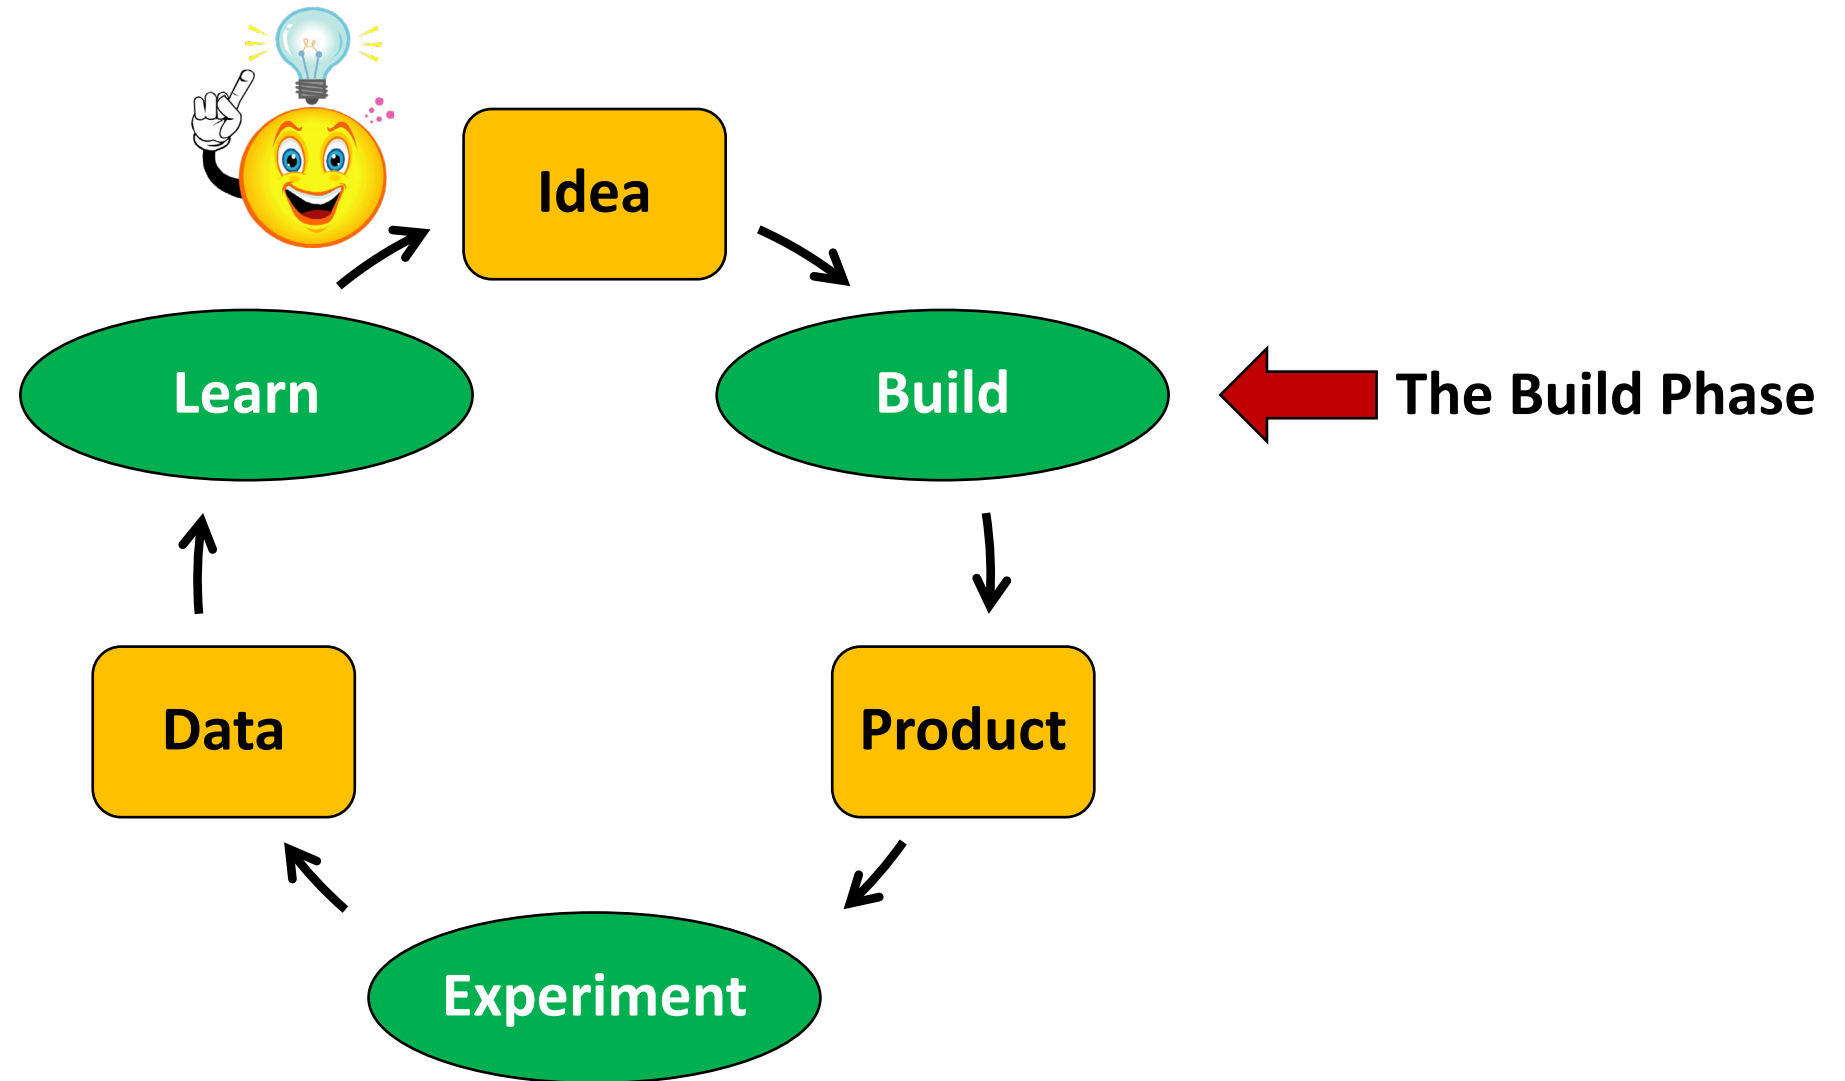 Idea
Learn
Build
The Build Phase
Data
Product
Experiment